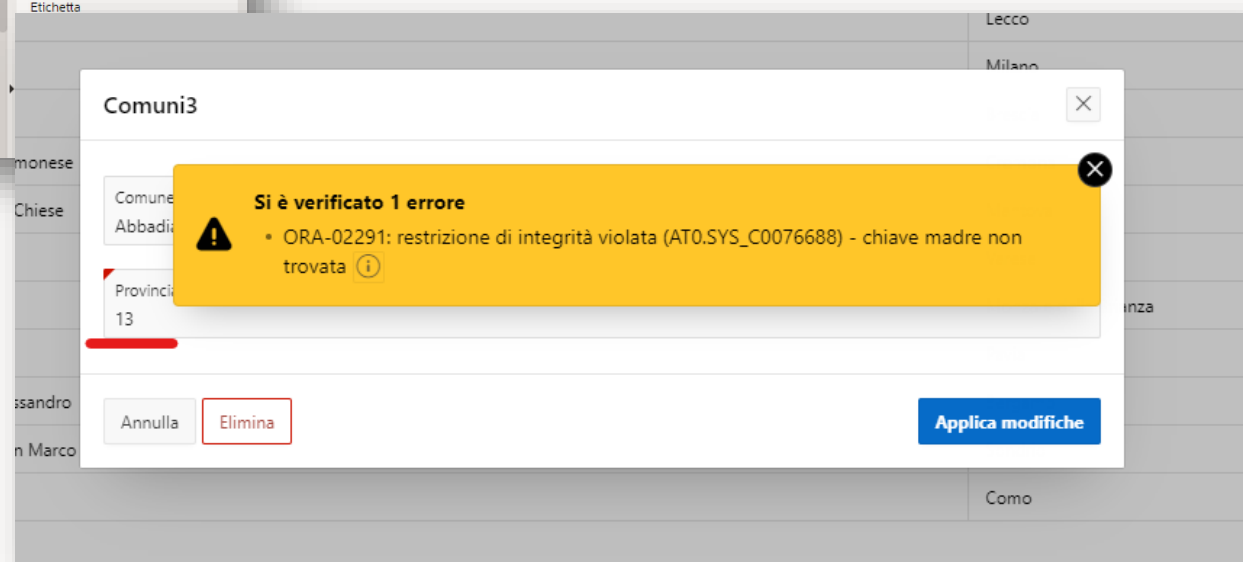 Etichetta
Lecco
Milano
Comuni3
monese
Chiese
Comune
Si è verificato 1 errore
Abbadia
• ORA-02291: restrizione di integrità violata (AT0.SYS_C0076688) - chiave madre non
trovata
Provincia
13
anza
ssandro
Annulla
Elimina
Applica modifiche
n Marco
Como